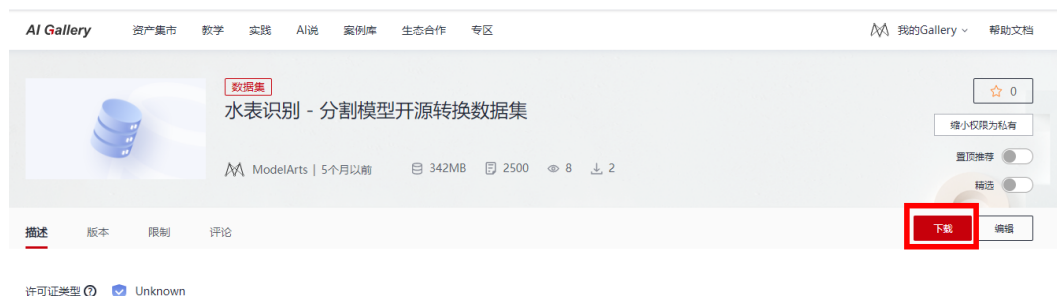 AI Gallery 资产集市 教学 实践 AI说 案例库 生态合作 专区 我的Gallery 帮助文档
数据集
水表识别 - 分割模型开源转换数据集
0
缩小权限为私有
ModelArts | 5个月以前 342MB 2500 8 2
置顶推荐
精选
描述 版本 限制 评论 下载 编辑
许可证类型 ? Unknown